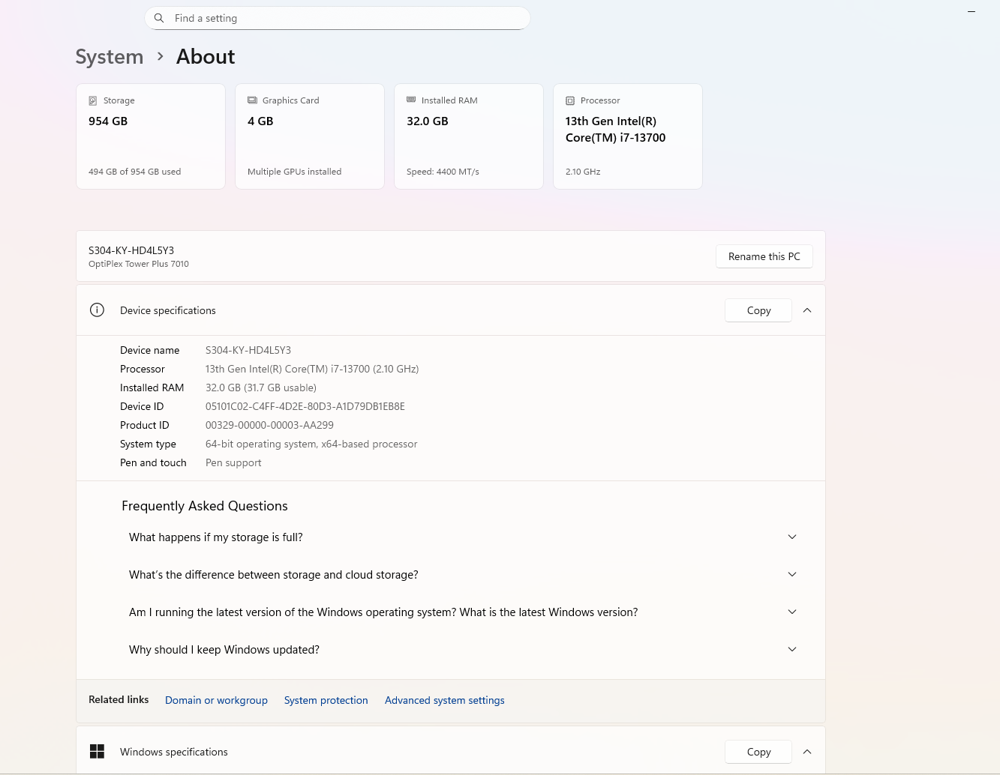 Find a setting
System > About
Storage
954 GB
494 GB of 954 GB used
Graphics Card
4 GB
Multiple GPUs installed
Installed RAM
32.0 GB
Speed: 4400 MT/s
Processor
13th Gen Intel(R)
Core(TM) i7-13700
2.10 GHz
S304-KY-HD4L5Y3
OptiPlex Tower Plus 7010
Rename this PC
Device specifications
Copy
Device name S304-KY-HD4L5Y3
Processor 13th Gen Intel(R) Core(TM) i7-13700 (2.10 GHz)
Installed RAM 32.0 GB (31.7 GB usable)
Device ID 05101C02-C4FF-4D2E-80D3-A1D79DB1EB8E
Product ID 00329-00000-00003-AA299
System type 64-bit operating system, x64-based processor
Pen and touch Pen support
Frequently Asked Questions
What happens if my storage is full?
What's the difference between storage and cloud storage?
Am I running the latest version of the Windows operating system? What is the latest Windows version?
Why should I keep Windows updated?
Related links Domain or workgroup System protection Advanced system settings
Windows specifications
Copy